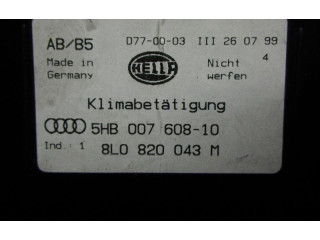 AB/B5 077-00-03 III 26 07 99
Made in Germany HELLA Nicht werfen 4
Klimabetätigung
5HB 007 608-10
Ind.: 1 8L0 820 043 M